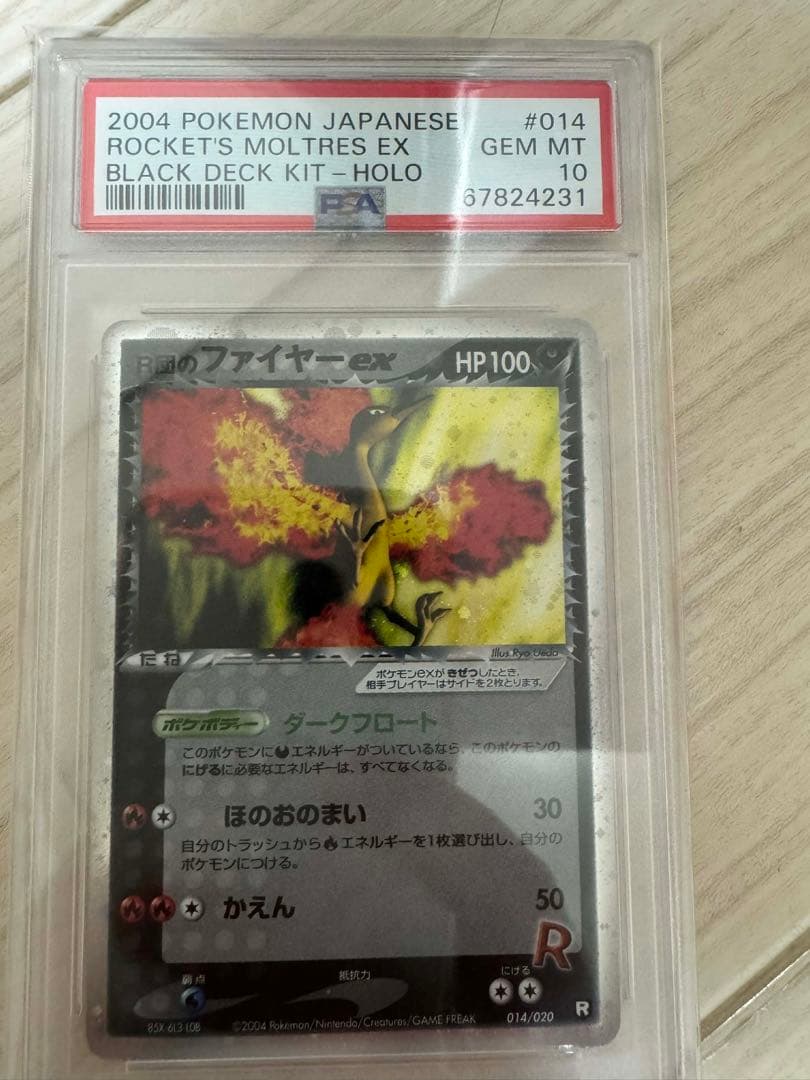 2004 POKEMON JAPANESE #014
ROCKET'S MOLTRES EX GEM MT
BLACK DECK KIT-HOLO 10
PSA 67824231
R団のファイヤーex HP100
たね Illus. Ryo Ueda
ポケモンexがきぜつしたとき、
相手プレイヤーはサイドを2枚とります。
ポケボディー ダークフロート
このポケモンにエネルギーがついているなら、このポケモンの
にげるに必要なエネルギーは、すべてなくなる。
ほのおのまい 30
自分のトラッシュからエネルギーを1枚選び出し、自分の
ポケモンにつける。
かえん 50
R
弱点 抵抗力 にげる
©2004 Pokémon/Nintendo/Creatures/GAME FREAK 014/020 R